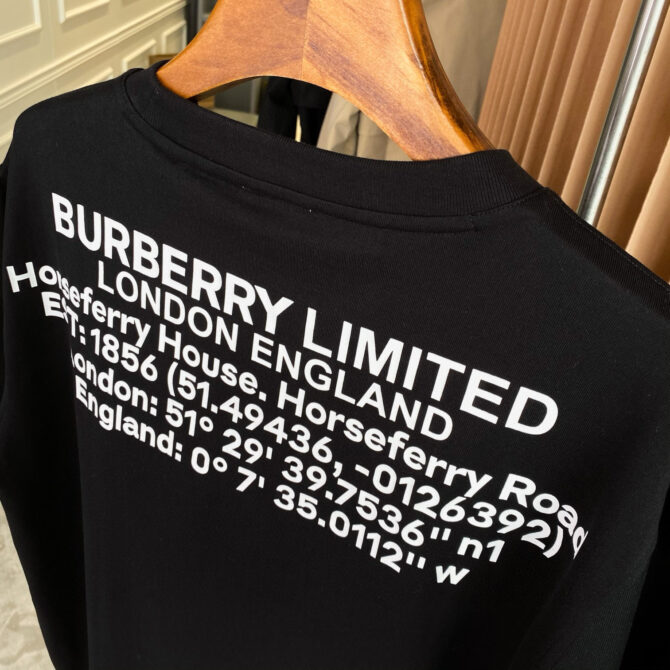 BURBERRY LIMITED
LONDON ENGLAND
Horseferry House. Horseferry Road
EST: 1856 (51.49436, -0126392)
London: 51° 29' 39.7536'' n1
England: 0° 7' 35.0112'' w